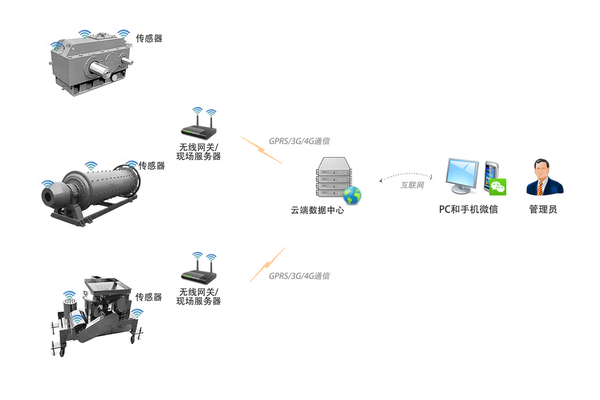 传感器
无线网关/
现场服务器
GPRS/3G/4G通信
传感器
云端数据中心
互联网
PC和手机微信
管理员
传感器
无线网关/
现场服务器
GPRS/3G/4G通信